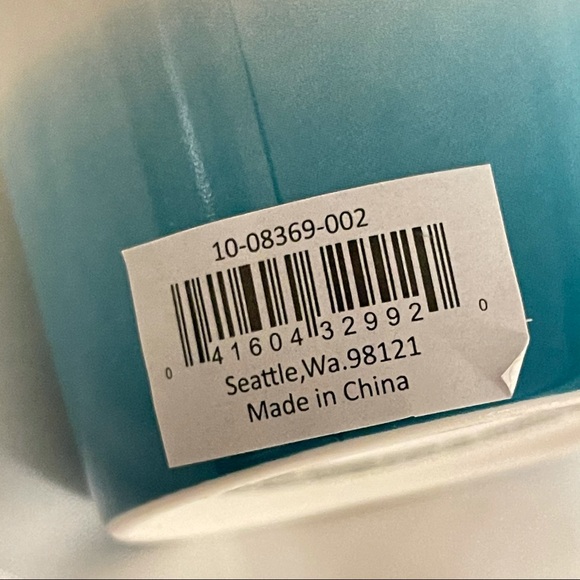 10-08369-002
0 41604 32992 0
Seattle,Wa.98121
Made in China